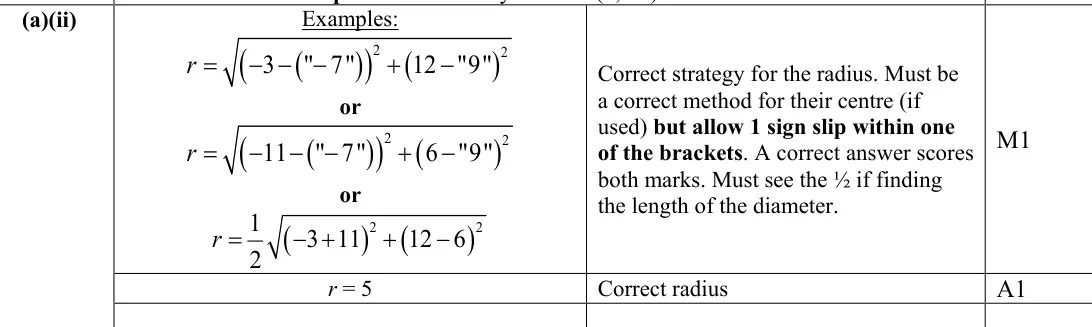 (a)(ii)
Examples:
r = √((−3−("−7"))² + (12−"9")²)
or
r = √((−11−("−7"))² + (6−"9")²)
or
r = 1/2 √((−3+11)² + (12−6)²)
Correct strategy for the radius. Must be
a correct method for their centre (if
used) but allow 1 sign slip within one
of the brackets. A correct answer scores
both marks. Must see the ½ if finding
the length of the diameter.
M1
r = 5
Correct radius
A1